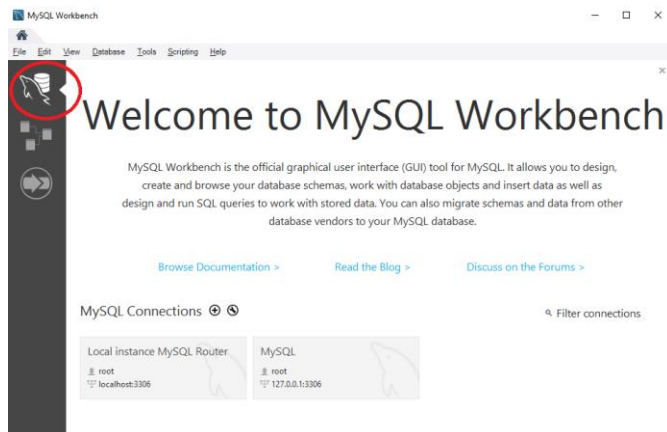 MySQL Workbench
File Edit View Database Tools Scripting Help
Welcome to MySQL Workbench
MySQL Workbench is the official graphical user interface (GUI) tool for MySQL. It allows you to design,
create and browse your database schemas, work with database objects and insert data as well as
design and run SQL queries to work with stored data. You can also migrate schemas and data from other
database vendors to your MySQL database.
Browse Documentation > Read the Blog > Discuss on the Forums >
MySQL Connections Filter connections
Local instance MySQL Router MySQL
root root
localhost:3306 127.0.0.1:3306